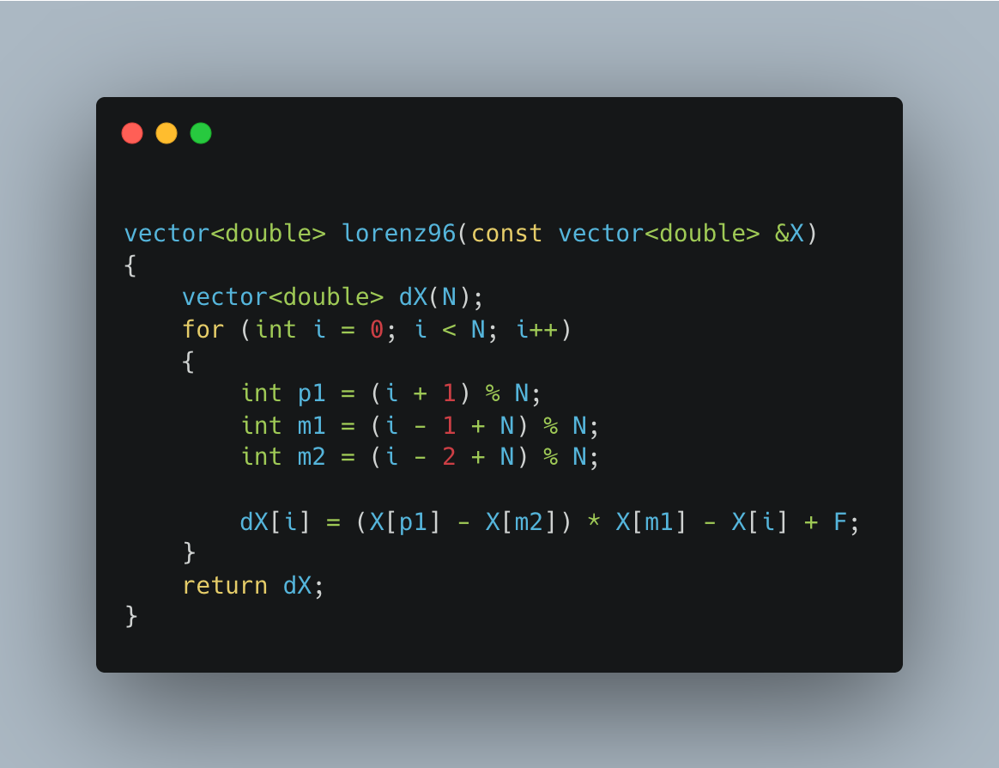 vector<double> lorenz96(const vector<double> &X)
{
    vector<double> dX(N);
    for (int i = 0; i < N; i++)
    {
        int p1 = (i + 1) % N;
        int m1 = (i - 1 + N) % N;
        int m2 = (i - 2 + N) % N;

        dX[i] = (X[p1] - X[m2]) * X[m1] - X[i] + F;
    }
    return dX;
}